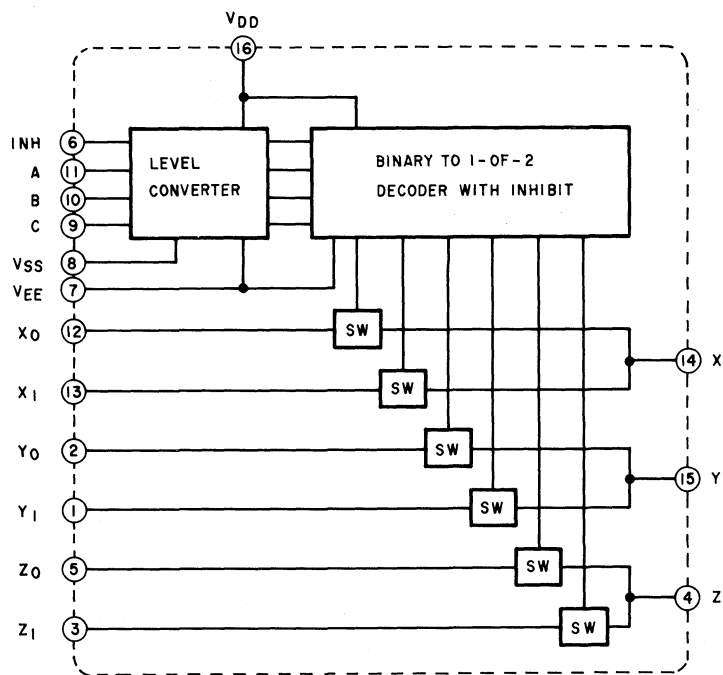 VDD
16
INH 6
A 11
B 10
C 9
VSS 8
VEE 7
LEVEL
CONVERTER
BINARY TO 1-OF-2
DECODER WITH INHIBIT
X0 12
SW
14 X
X1 13
SW
Y0 2
SW
15 Y
Y1 1
SW
Z0 5
SW
4 Z
Z1 3
SW